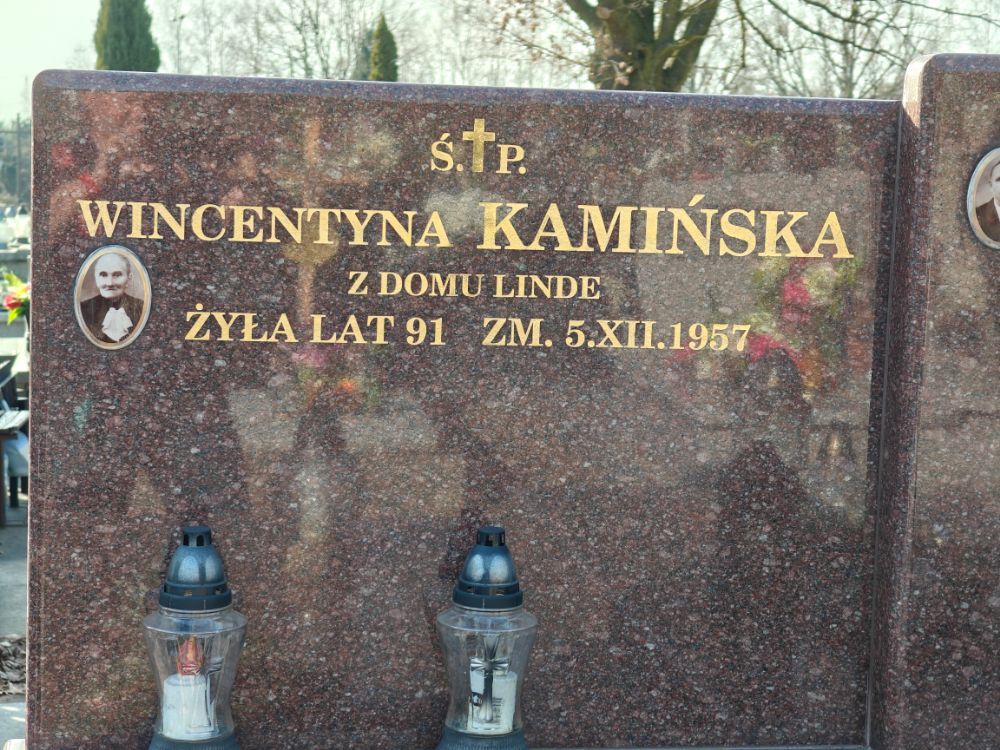 Ś.✝P.
WINCENTYNA KAMIŃSKA
Z DOMU LINDE
ŻYŁA LAT 91 ZM. 5.XII.1957